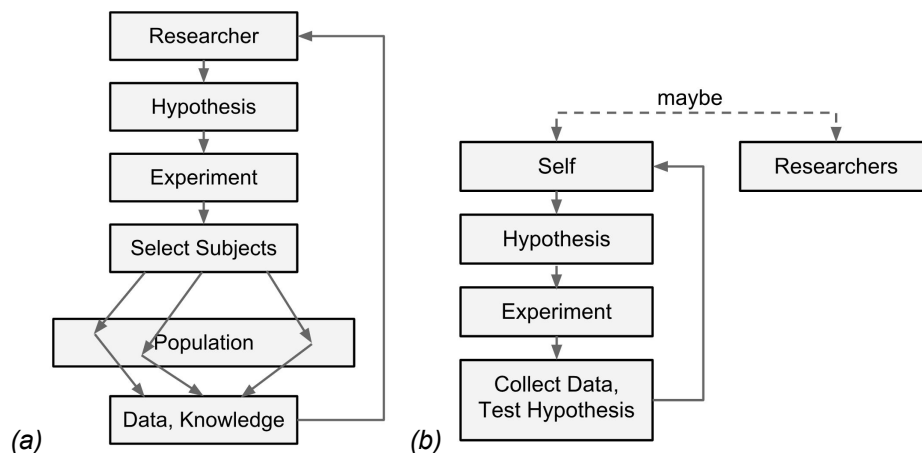 Researcher
Hypothesis
Experiment
Select Subjects
Population
Data, Knowledge
(a)
maybe
Self
Researchers
Hypothesis
Experiment
Collect Data,
Test Hypothesis
(b)